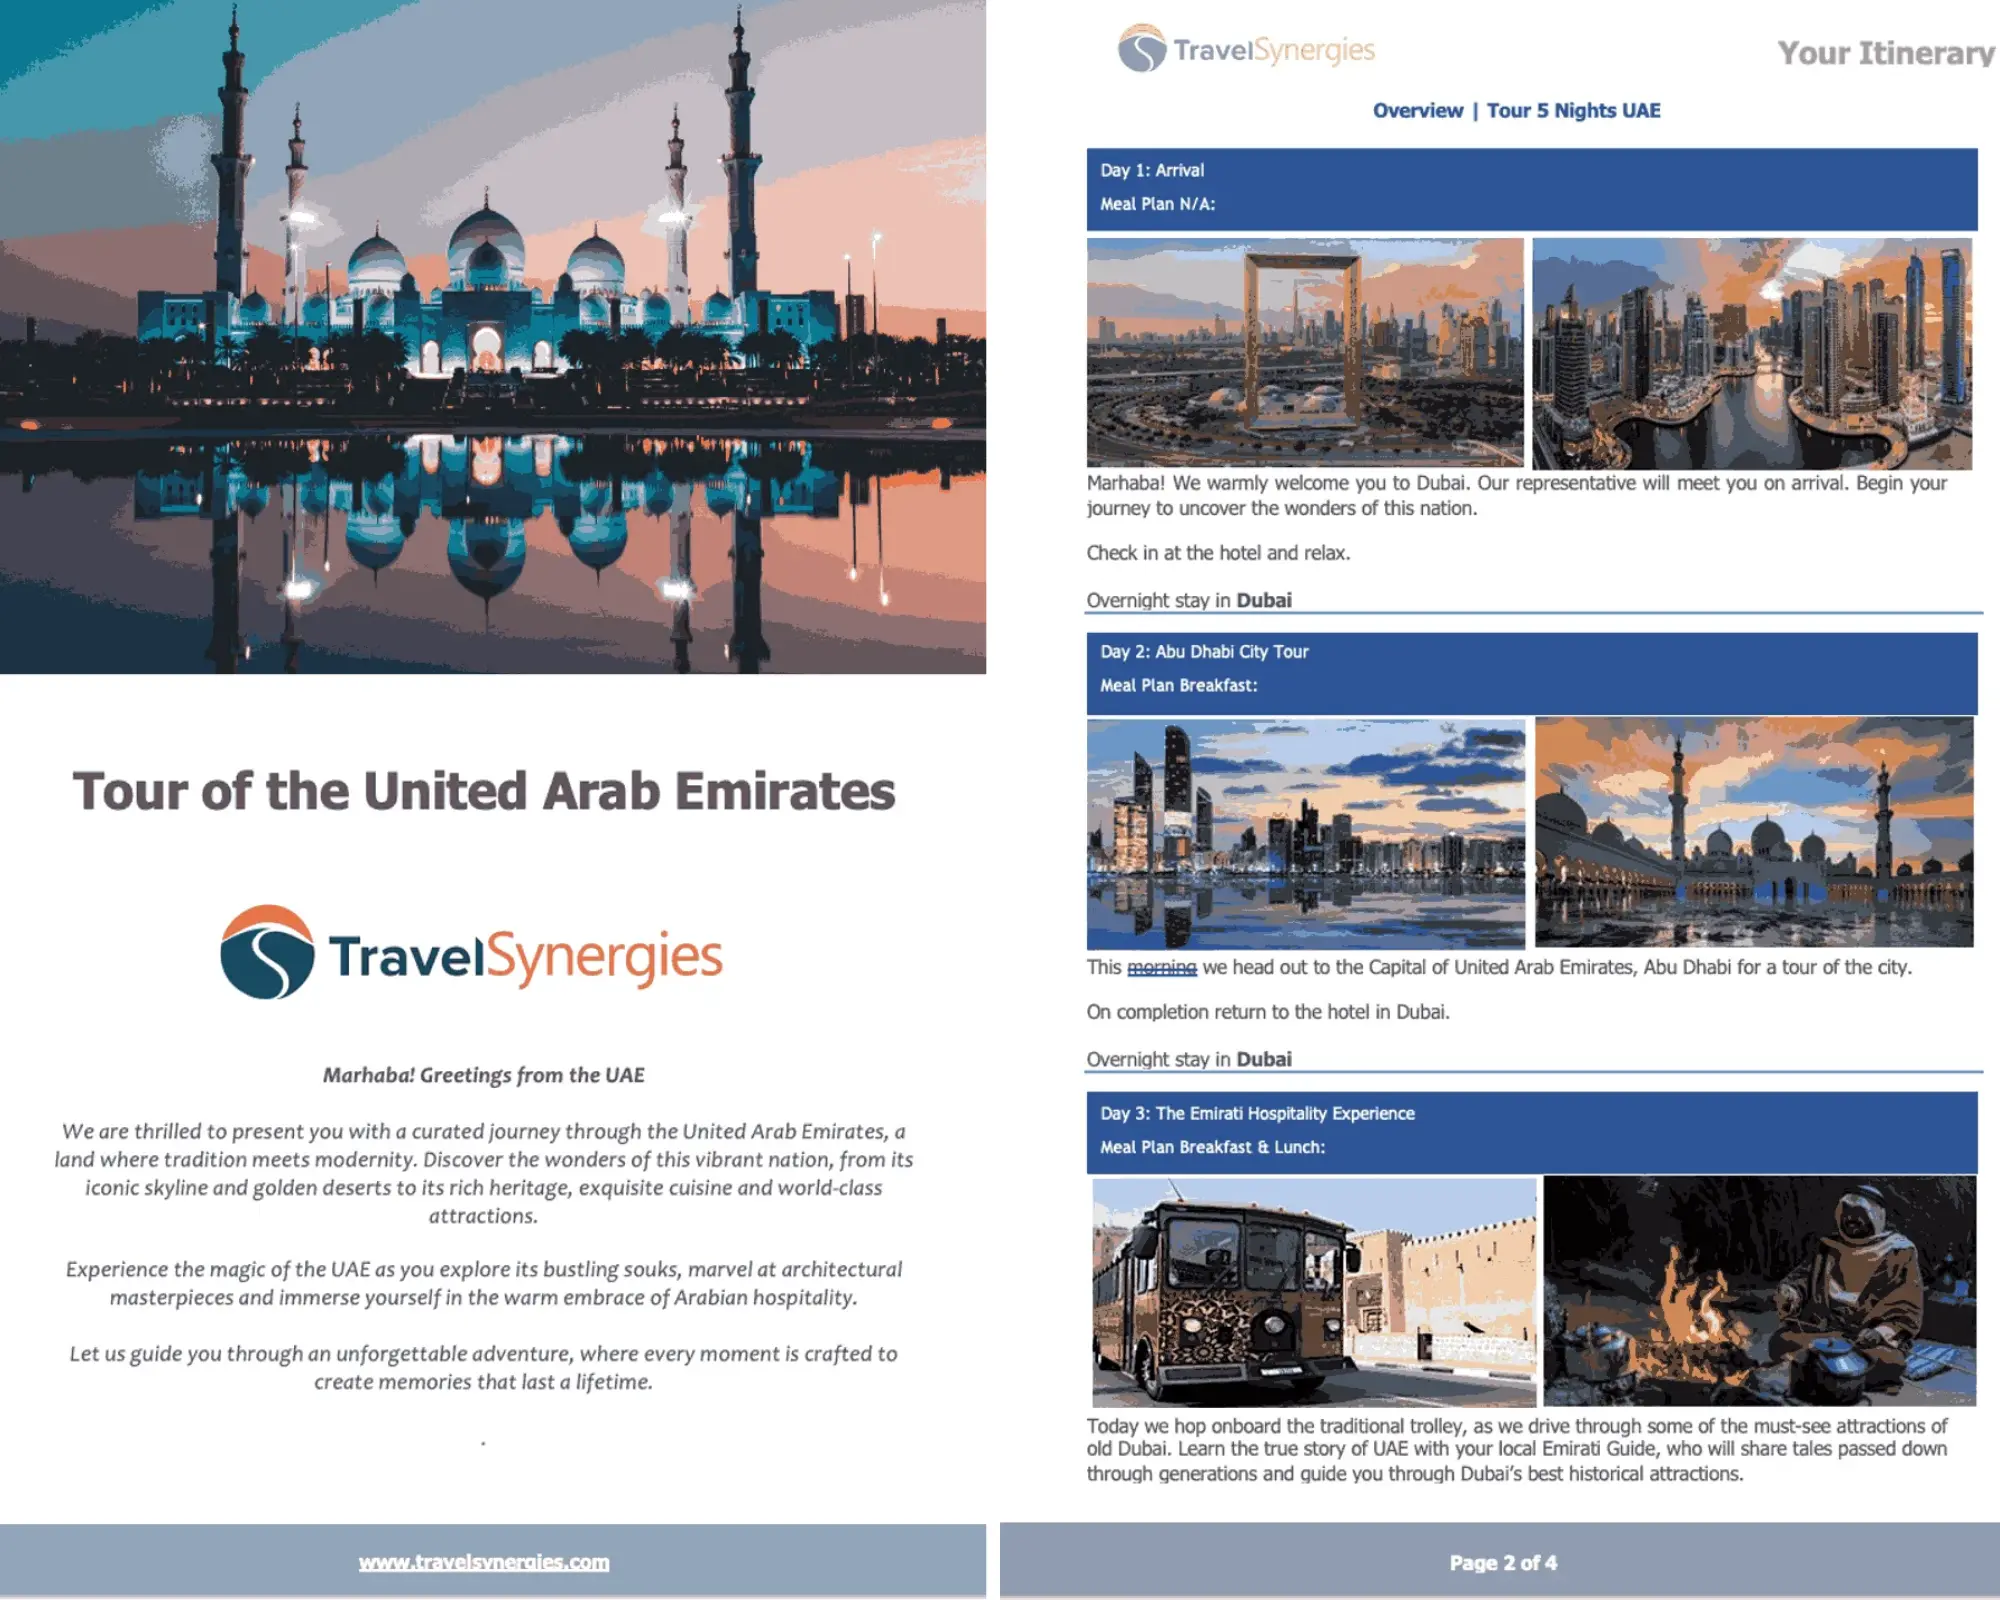 Tour of the United Arab Emirates
TravelSynergies
Marhaba! Greetings from the UAE
We are thrilled to present you with a curated journey through the United Arab Emirates, a
land where tradition meets modernity. Discover the wonders of this vibrant nation, from its
iconic skyline and golden deserts to its rich heritage, exquisite cuisine and world-class
attractions.
Experience the magic of the UAE as you explore its bustling souks, marvel at architectural
masterpieces and immerse yourself in the warm embrace of Arabian hospitality.
Let us guide you through an unforgettable adventure, where every moment is crafted to
create memories that last a lifetime.
.
www.travelsynergies.com
TravelSynergies
Your Itinerary
Overview | Tour 5 Nights UAE
Day 1: Arrival
Meal Plan N/A:
Marhaba! We warmly welcome you to Dubai. Our representative will meet you on arrival. Begin your
journey to uncover the wonders of this nation.
Check in at the hotel and relax.
Overnight stay in Dubai
Day 2: Abu Dhabi City Tour
Meal Plan Breakfast:
This morning we head out to the Capital of United Arab Emirates, Abu Dhabi for a tour of the city.
On completion return to the hotel in Dubai.
Overnight stay in Dubai
Day 3: The Emirati Hospitality Experience
Meal Plan Breakfast & Lunch:
Today we hop onboard the traditional trolley, as we drive through some of the must-see attractions of
old Dubai. Learn the true story of UAE with your local Emirati Guide, who will share tales passed down
through generations and guide you through Dubai's best historical attractions.
Page 2 of 4